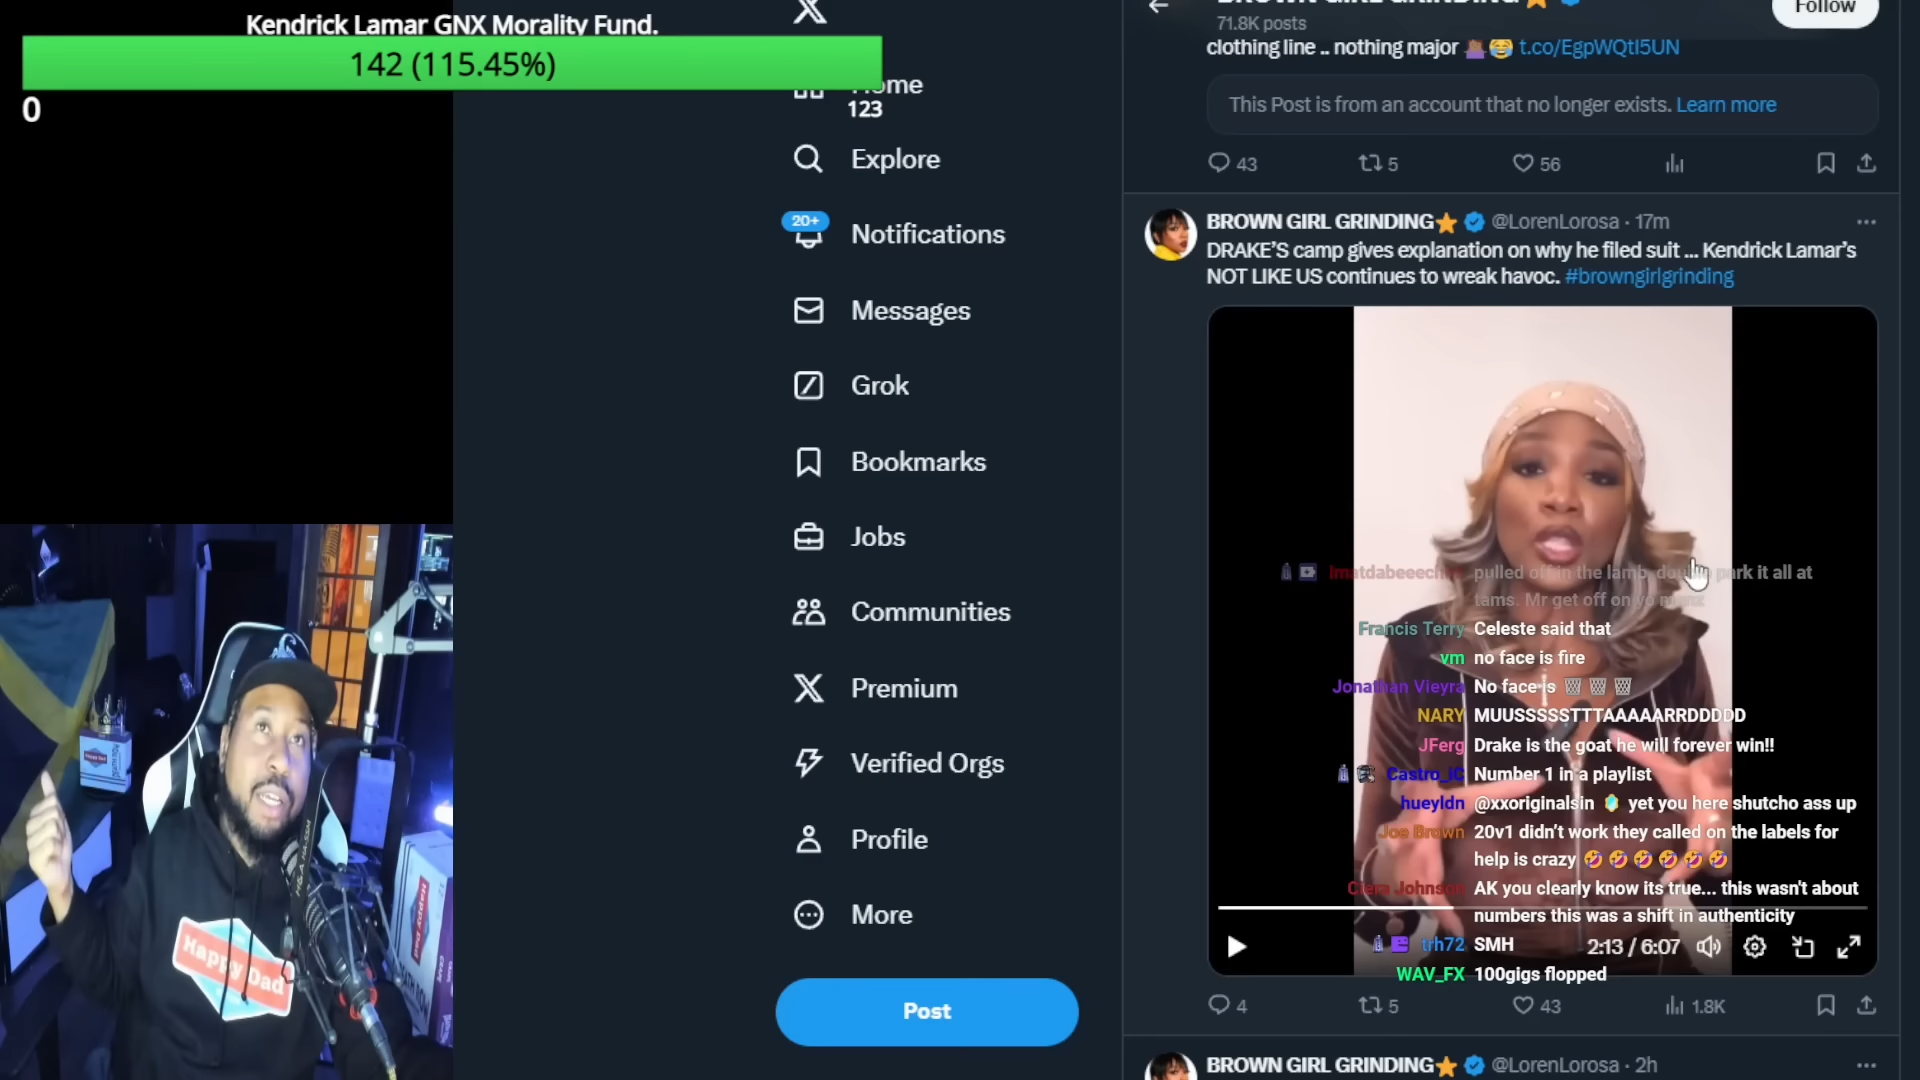 Kendrick Lamar GNX Morality Fund.
142 (115.45%)
0
123
Home
Explore
20+
Notifications
Messages
Grok
Bookmarks
Jobs
Communities
Premium
Verified Orgs
Profile
More
Post
BROWN GIRL GRINDING
71.8K posts
Follow
clothing line .. nothing major 🤷🏾‍♀️😂 t.co/EgpWQtI5UN
This Post is from an account that no longer exists. Learn more
43 5 56
BROWN GIRL GRINDING⭐ @LorenLorosa · 17m
DRAKE'S camp gives explanation on why he filed suit ... Kendrick Lamar's
NOT LIKE US continues to wreak havoc. #browngirlgrinding
pulled off in the lamb, double park it all at
tams. Mr get off on yo
Francis Terry Celeste said that
vm no face is fire
Jonathan Vieyra No face is 🗑️🗑️🗑️
NARY MUUSSSSSTTTAAAAARRDDDDD
JFerg Drake is the goat he will forever win!!
Castro_iC Number 1 in a playlist
hueyldn @xxoriginalsin yet you here shutcho ass up
Joe Brown 20v1 didn't work they called on the labels for
help is crazy 🤣🤣🤣🤣🤣🤣
Ciera Johnson AK you clearly know its true... this wasn't about
numbers this was a shift in authenticity
trh72 SMH
2:13 / 6:07
WAV_FX 100gigs flopped
4 5 43 1.8K
BROWN GIRL GRINDING⭐ @LorenLorosa · 2h
Happy Dad
Happy Dad